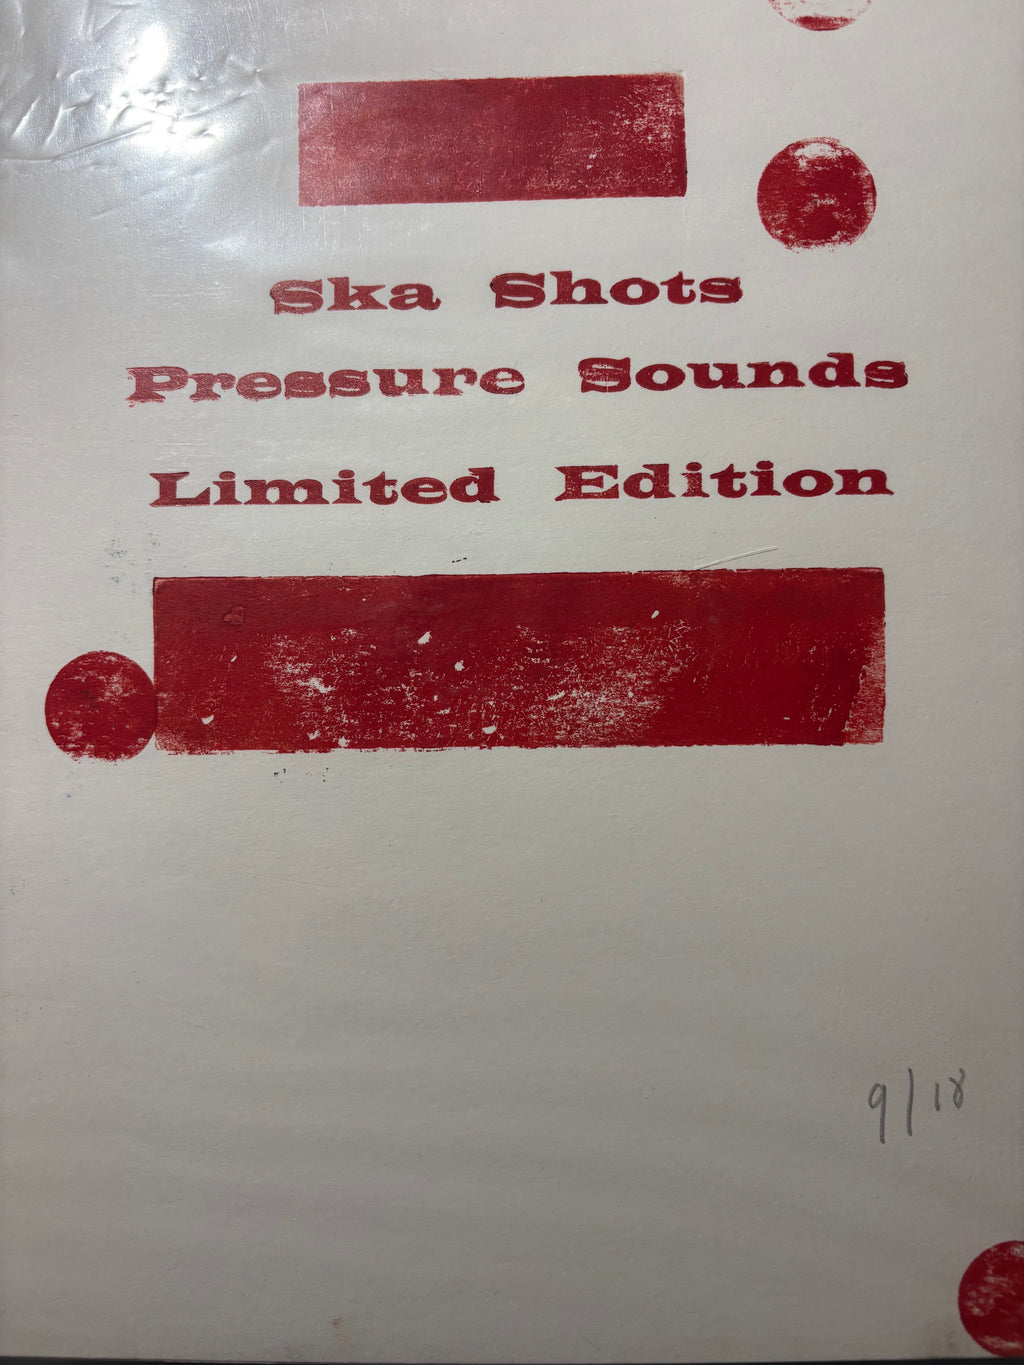 Ska Shots
Pressure Sounds
Limited Edition
9/18